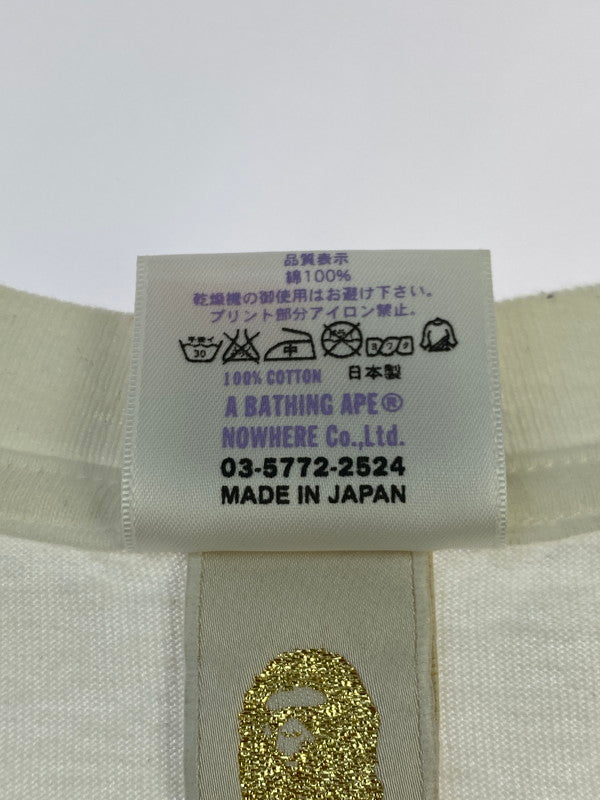 品質表示
綿100%
乾燥機の御使用はお避け下さい。
プリント部分アイロン禁止。
30 中
100% COTTON 日本製
A BATHING APE®
NOWHERE Co.,Ltd.
03-5772-2524
MADE IN JAPAN